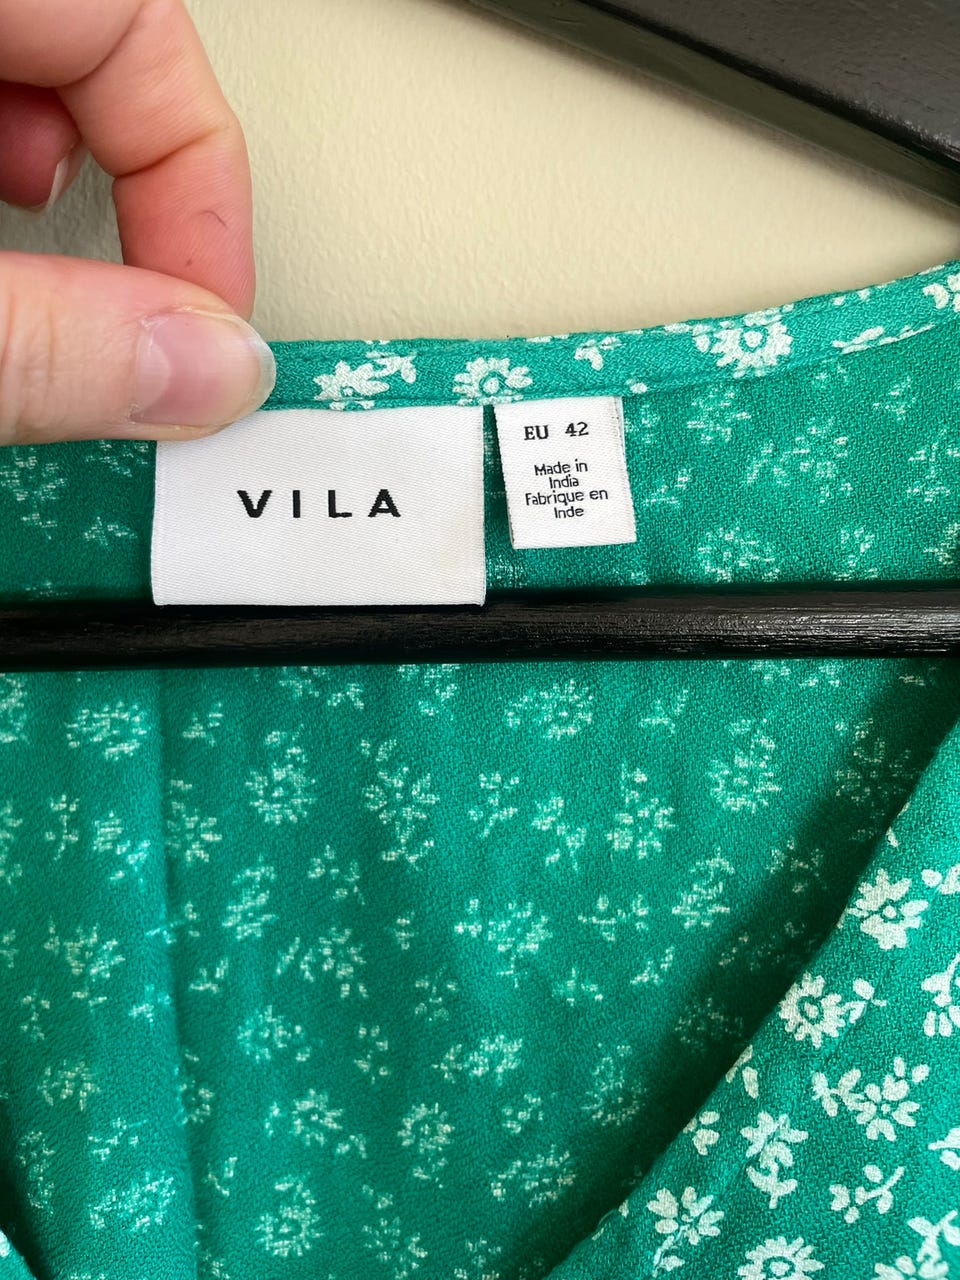 VILA
EU 42
Made in
India
Fabrique en
Inde